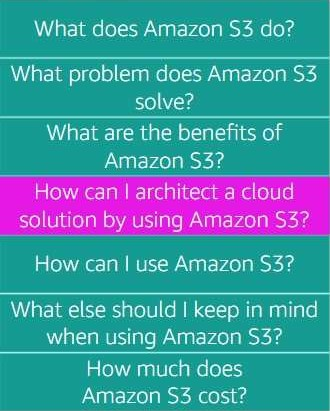 What does Amazon S3 do?
What problem does Amazon S3
solve?
What are the benefits of
Amazon S3?
How can I architect a cloud
solution by using Amazon S3?
How can I use Amazon S3?
What else should I keep in mind
when using Amazon S3?
How much does
Amazon S3 cost?